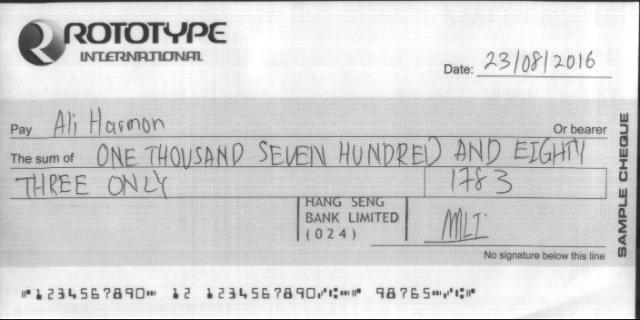 ROTOTYPE
INTERNATIONAL
Date: 23/08/2016
Pay Ali Harmon Or bearer
The sum of ONE THOUSAND SEVEN HUNDRED AND EIGHTY
THREE ONLY 1783
HANG SENG
BANK LIMITED
(024)
MLI
No signature below this line
SAMPLE CHEQUE
⑈1234567890⑈ 12 1234567890⑆⑈ 98765⑈⑆